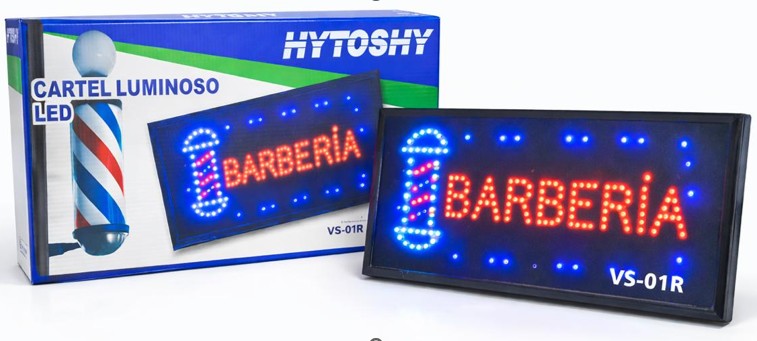 HYTOSHY
CARTEL LUMINOSO
LED
BARBERÍA
VS-01R
BARBERÍA
VS-01R